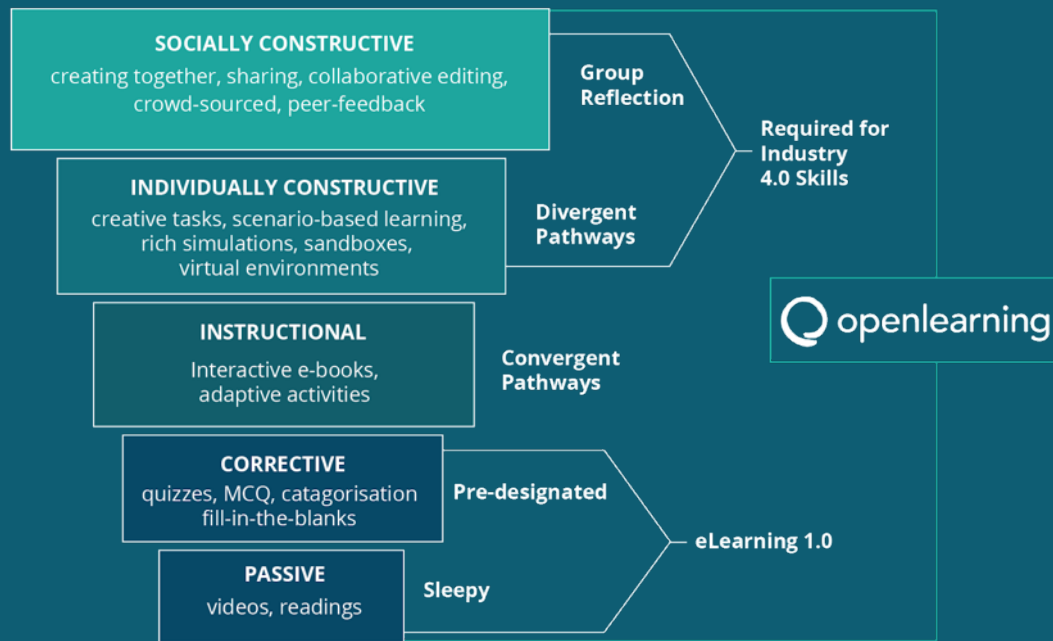 SOCIALLY CONSTRUCTIVE
creating together, sharing, collaborative editing,
crowd-sourced, peer-feedback
Group
Reflection
Required for
Industry
4.0 Skills
INDIVIDUALLY CONSTRUCTIVE
creative tasks, scenario-based learning,
rich simulations, sandboxes,
virtual environments
Divergent
Pathways
openlearning
INSTRUCTIONAL
Interactive e-books,
adaptive activities
Convergent
Pathways
CORRECTIVE
quizzes, MCQ, catagorisation
fill-in-the-blanks
Pre-designated
eLearning 1.0
PASSIVE
videos, readings
Sleepy